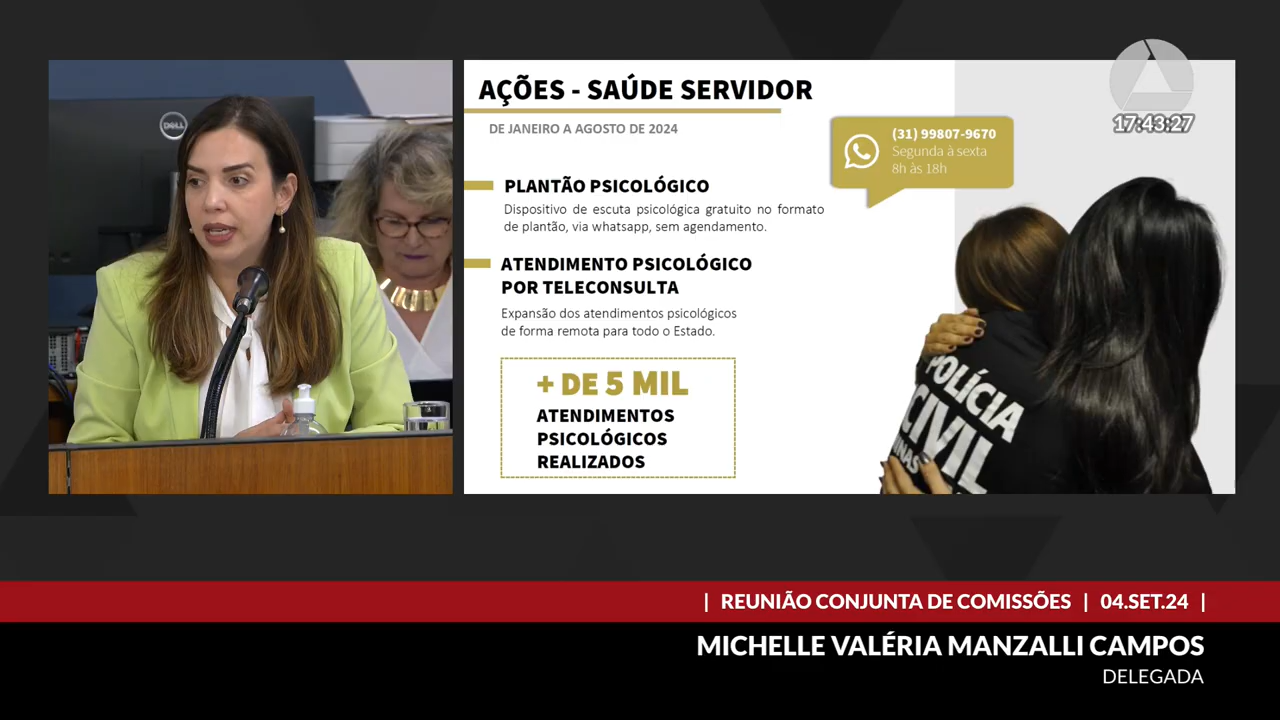 DELL
17:43:27
AÇÕES - SAÚDE SERVIDOR
DE JANEIRO A AGOSTO DE 2024
(31) 99807-9670
Segunda à sexta
8h às 18h
PLANTÃO PSICOLÓGICO
Dispositivo de escuta psicológica gratuito no formato
de plantão, via whatsapp, sem agendamento.
ATENDIMENTO PSICOLÓGICO
POR TELECONSULTA
Expansão dos atendimentos psicológicos
de forma remota para todo o Estado.
+ DE 5 MIL
ATENDIMENTOS
PSICOLÓGICOS
REALIZADOS
POLÍCIA
CIVIL
MINAS
| REUNIÃO CONJUNTA DE COMISSÕES | 04.SET.24 |
MICHELLE VALÉRIA MANZALLI CAMPOS
DELEGADA